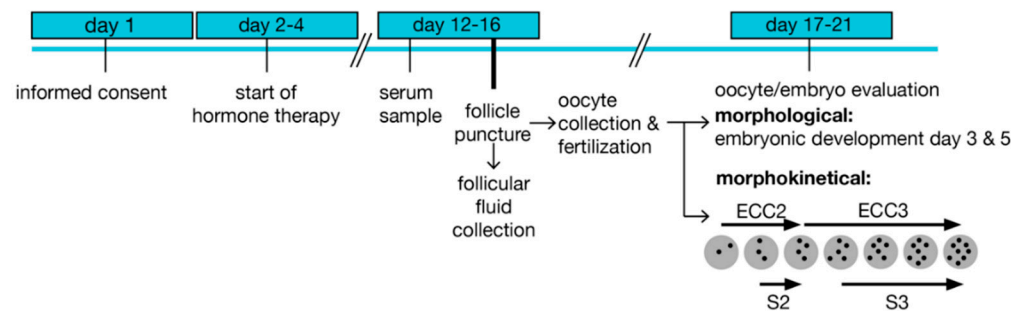 day 1
day 2-4
day 12-16
day 17-21
informed consent
start of
hormone therapy
serum
sample
follicle
puncture
follicular
fluid
collection
oocyte
collection &
fertilization
oocyte/embryo evaluation
morphological:
embryonic development day 3 & 5
morphokinetical:
ECC2
ECC3
S2
S3